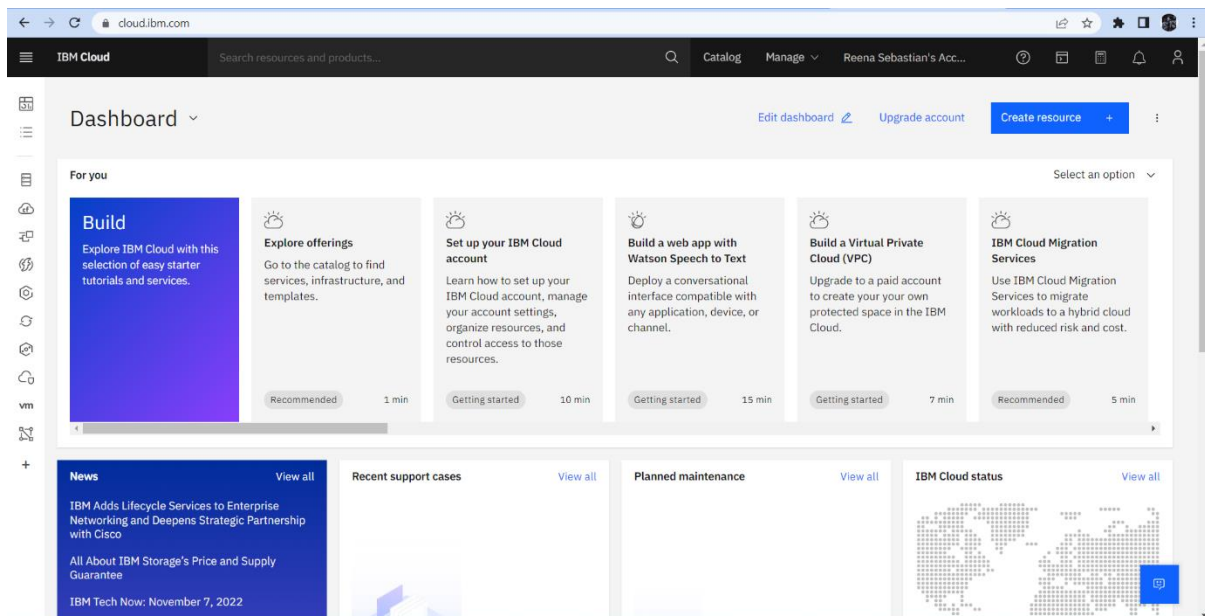 cloud.ibm.com
IBM Cloud
Search resources and products...
Catalog
Manage
Reena Sebastian's Acc...
Dashboard
Edit dashboard
Upgrade account
Create resource +
For you
Select an option
Build
Explore IBM Cloud with this
selection of easy starter
tutorials and services.
Explore offerings
Go to the catalog to find
services, infrastructure, and
templates.
Recommended
1 min
Set up your IBM Cloud
account
Learn how to set up your
IBM Cloud account, manage
your account settings,
organize resources, and
control access to those
resources.
Getting started
10 min
Build a web app with
Watson Speech to Text
Deploy a conversational
interface compatible with
any application, device, or
channel.
Getting started
15 min
Build a Virtual Private
Cloud (VPC)
Upgrade to a paid account
to create your your own
protected space in the IBM
Cloud.
Getting started
7 min
IBM Cloud Migration
Services
Use IBM Cloud Migration
Services to migrate
workloads to a hybrid cloud
with reduced risk and cost.
Recommended
5 min
vm
News
View all
IBM Adds Lifecycle Services to Enterprise
Networking and Deepens Strategic Partnership
with Cisco
All About IBM Storage's Price and Supply
Guarantee
IBM Tech Now: November 7, 2022
Recent support cases
View all
Planned maintenance
View all
IBM Cloud status
View all